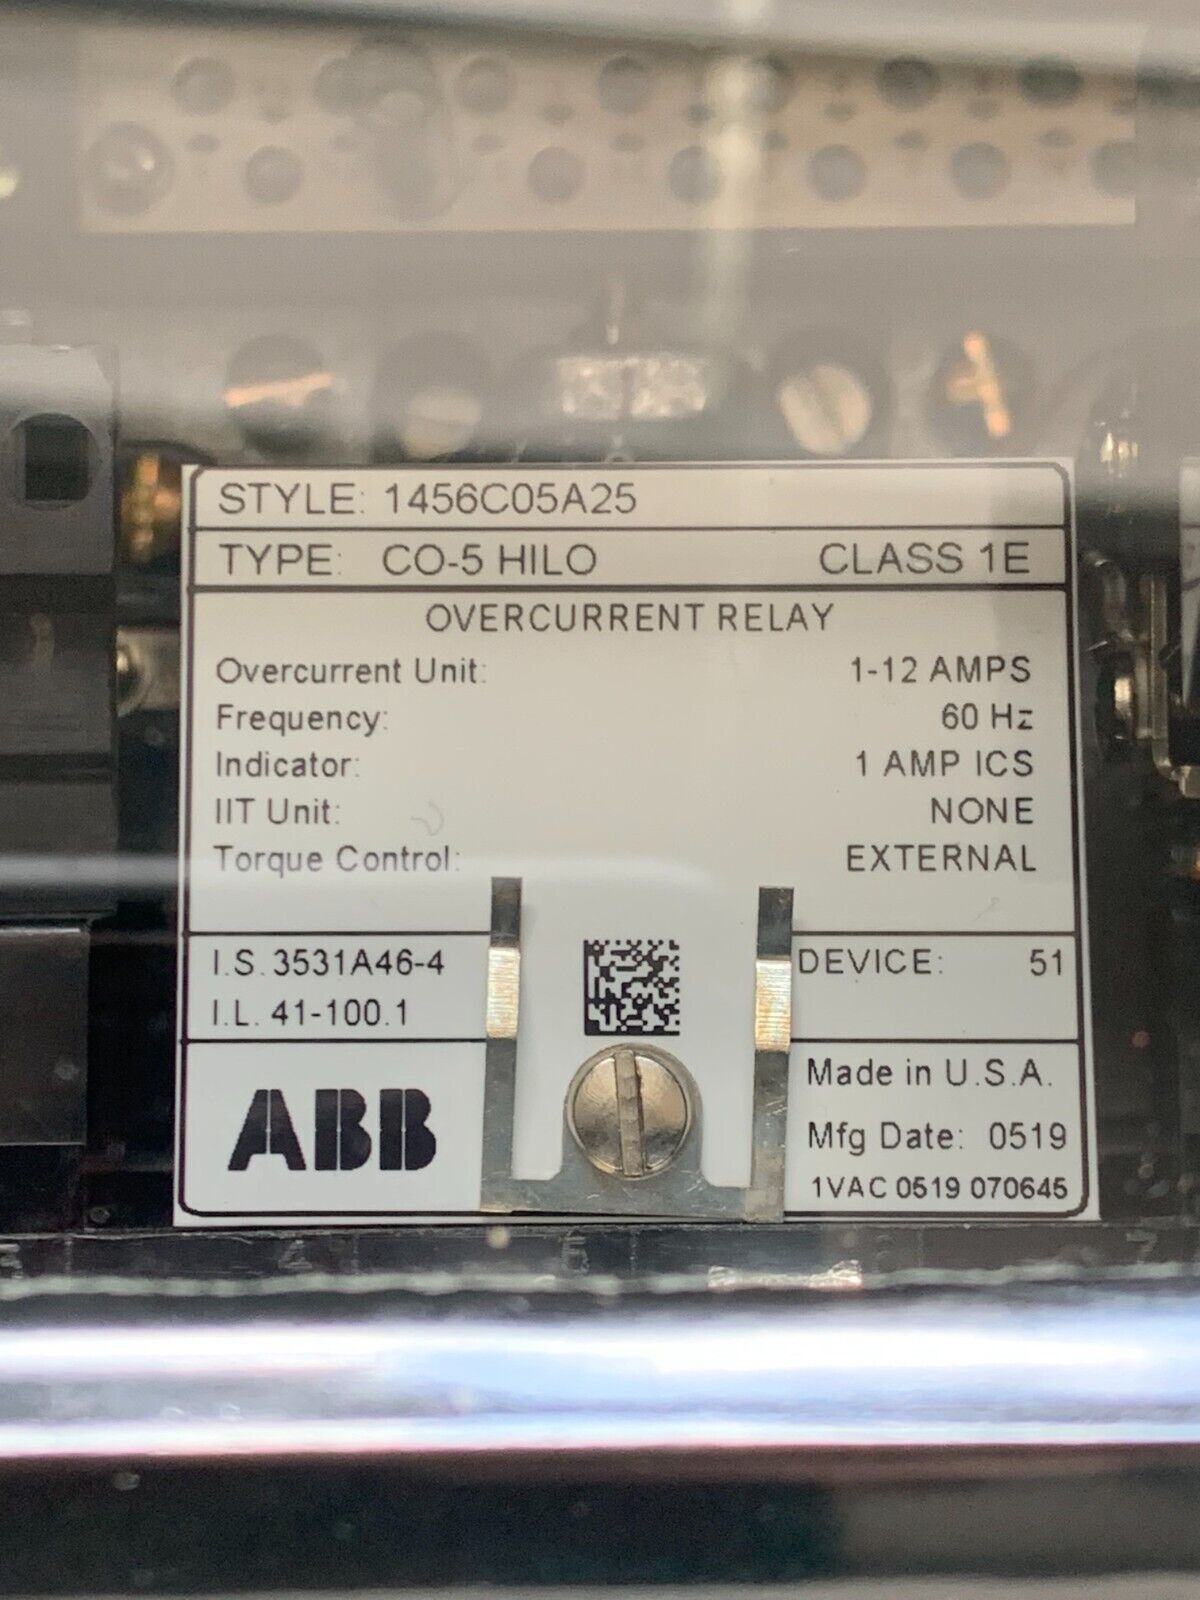 STYLE: 1456C05A25
TYPE: CO-5 HILO CLASS 1E
OVERCURRENT RELAY
Overcurrent Unit: 1-12 AMPS
Frequency: 60 Hz
Indicator: 1 AMP ICS
IIT Unit: NONE
Torque Control: EXTERNAL
I.S. 3531A46-4
I.L. 41-100.1
DEVICE: 51
ABB
Made in U.S.A.
Mfg Date: 0519
1VAC 0519 070645